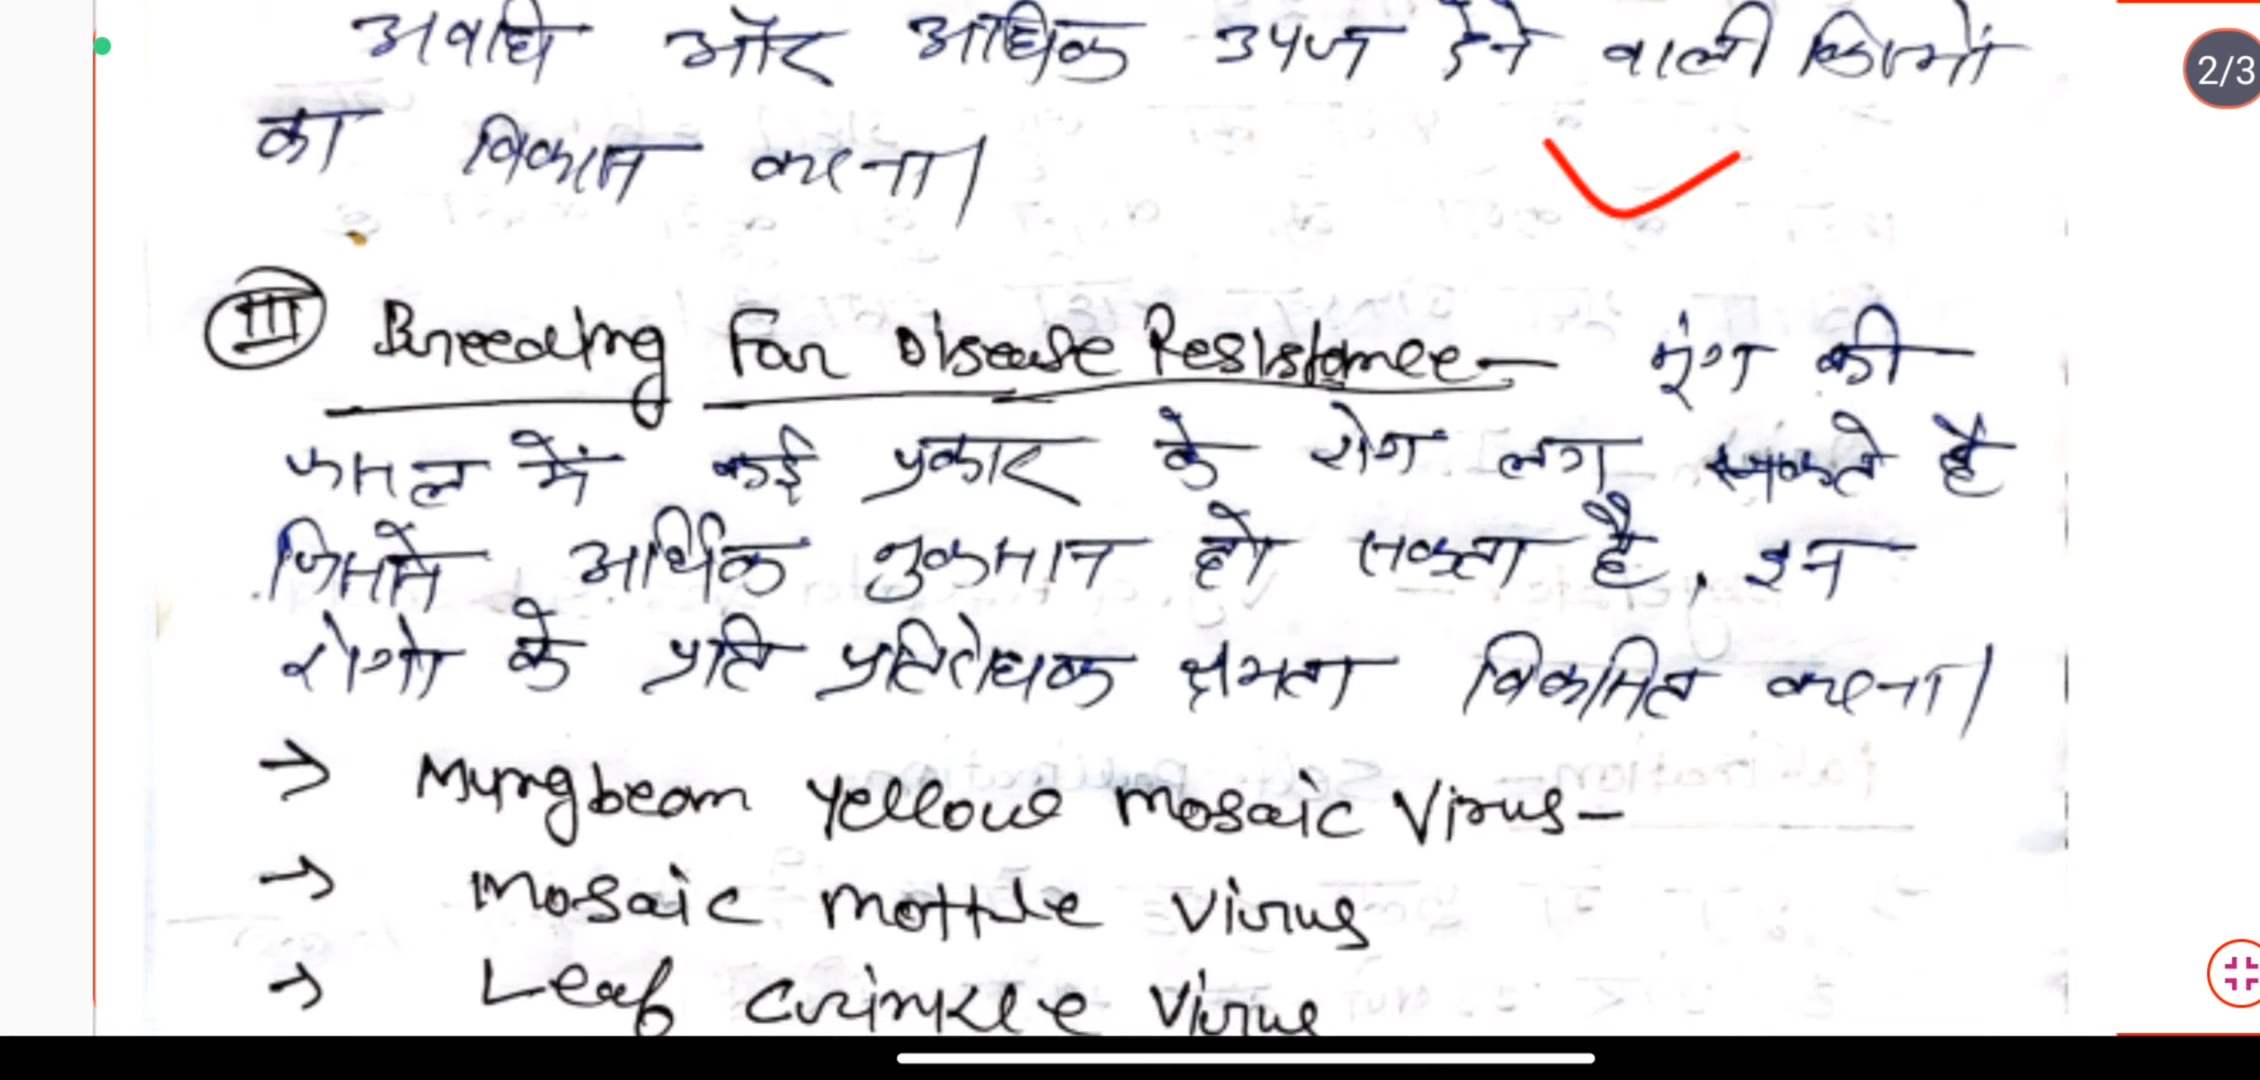 अवधि और अधिक उपज देने वाली किस्मों
2/3
का विकास करना।
III Breeding For Disease Resistance— मूंग की
फसल में कई प्रकार के रोग लग सकते है
जिससे आर्थिक नुकसान हो सकता है, इन
रोगो के प्रति प्रतिरोधक क्षमता विकसित करना।
→ Mungbean Yellow Mosaic Virus—
→ Mosaic Mottle Virus
→ Leaf Crinkle Virus